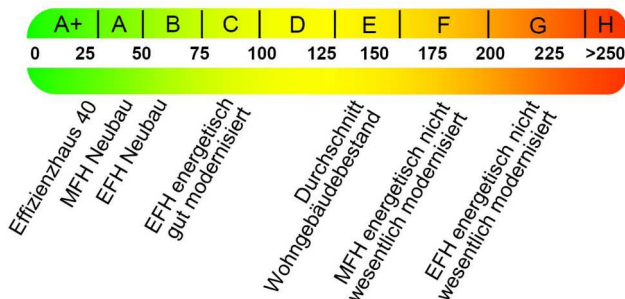 A+ A B C D E F G H
0 25 50 75 100 125 150 175 200 225 >250
Effizienzhaus 40
MFH Neubau
EFH Neubau
EFH energetisch
gut modernisiert
Durchschnitt
Wohngebäudebestand
MFH energetisch nicht
wesentlich modernisiert
EFH energetisch nicht
wesentlich modernisiert